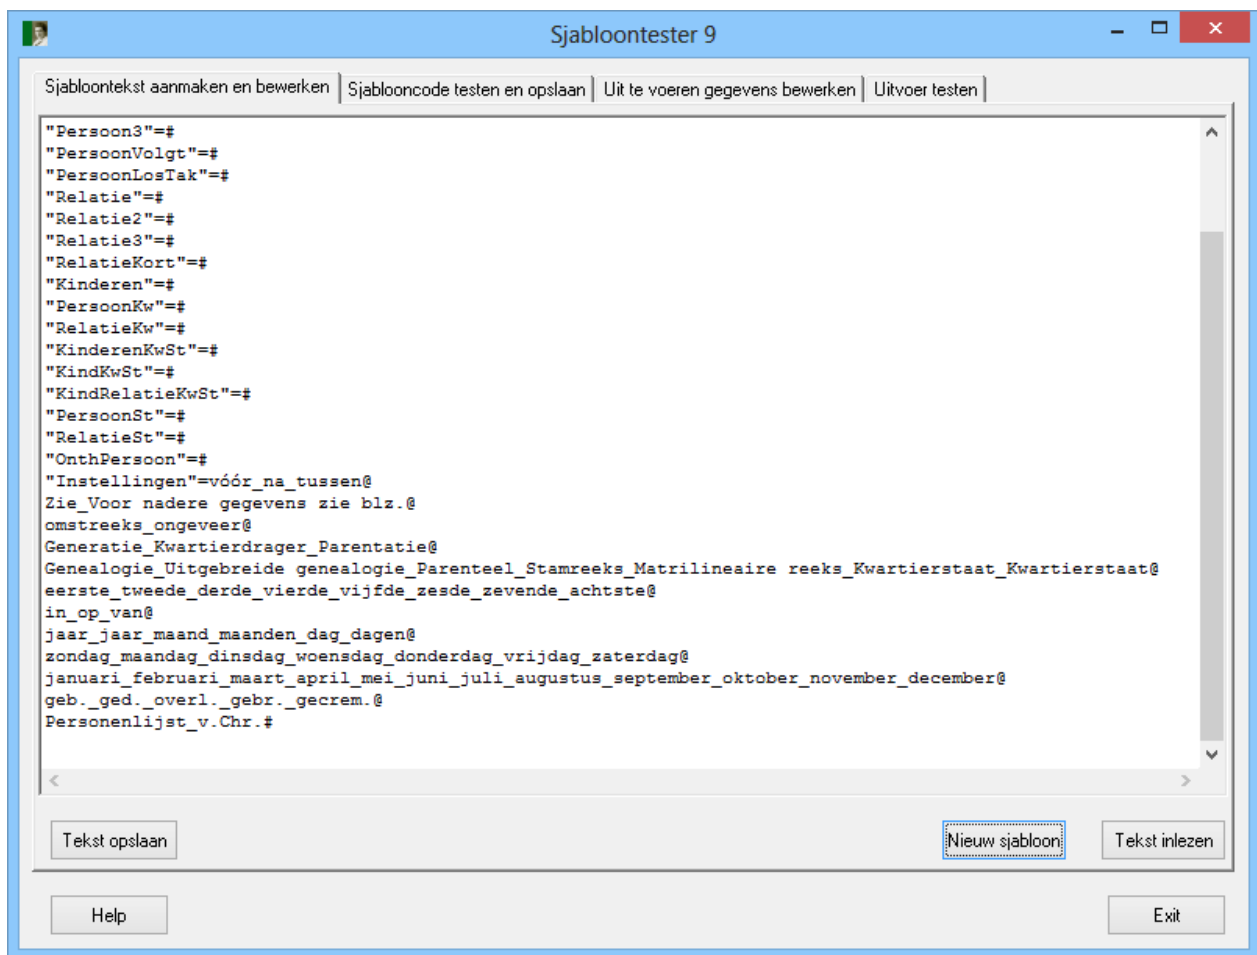 Sjabloontester 9
Sjabloontekst aanmaken en bewerken
Sjablooncode testen en opslaan
Uit te voeren gegevens bewerken
Uitvoer testen
"Persoon3"=#
"PersoonVolgt"=#
"PersoonLosTak"=#
"Relatie"=#
"Relatie2"=#
"Relatie3"=#
"RelatieKort"=#
"Kinderen"=#
"PersoonKw"=#
"RelatieKw"=#
"KinderenKwSt"=#
"KindKwSt"=#
"KindRelatieKwSt"=#
"PersoonSt"=#
"RelatieSt"=#
"OnthPersoon"=#
"Instellingen"=vóór_na_tussen@
Zie_Voor nadere gegevens zie blz.@
omstreeks_ongeveer@
Generatie_Kwartierdrager_Parentatie@
Genealogie_Uitgebreide genealogie_Parenteel_Stamreeks_Matrilineaire reeks_Kwartierstaat_Kwartierstaat@
eerste_tweede_derde_vierde_vijfde_zesde_zevende_achtste@
in_op_van@
jaar_jaar_maand_maanden_dag_dagen@
zondag_maandag_dinsdag_woensdag_donderdag_vrijdag_zaterdag@
januari_februari_maart_april_mei_juni_juli_augustus_september_oktober_november_december@
geb._ged._overl._gebr._gecrem.@
Personenlijst_v.Chr.#
Tekst opslaan
Nieuw sjabloon
Tekst inlezen
Help
Exit